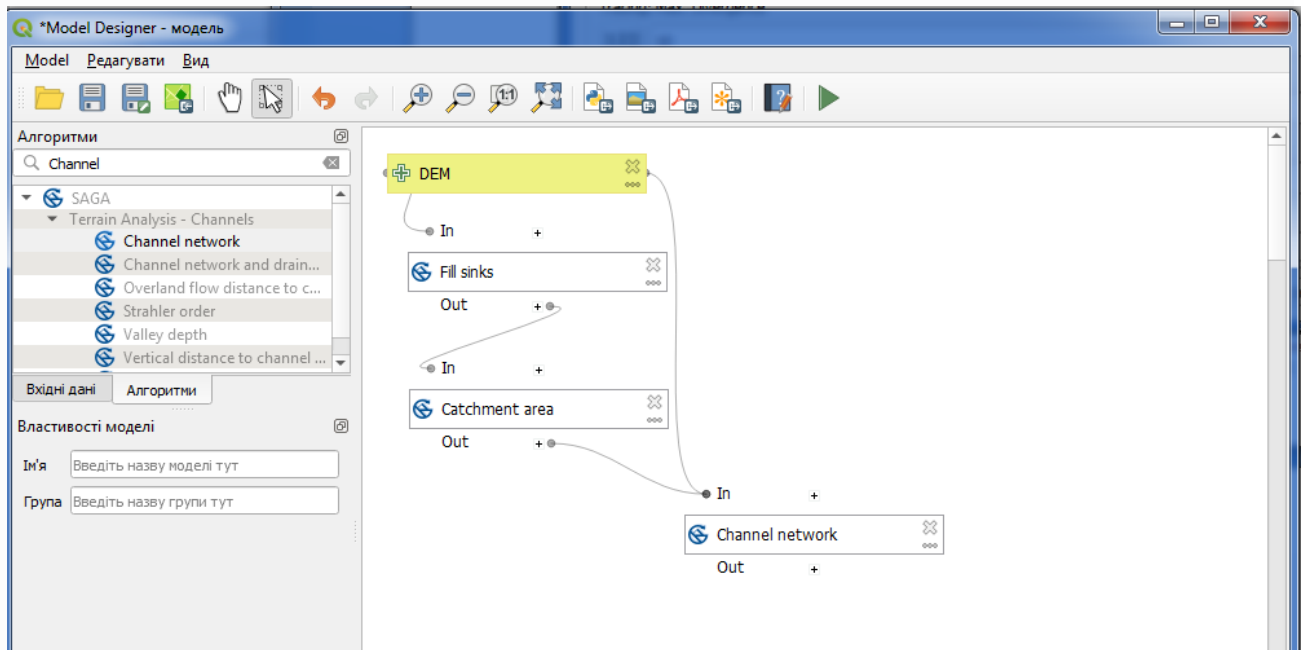 *Model Designer - модель
Model Редагувати Вид
Алгоритми
Channel
SAGA
Terrain Analysis - Channels
Channel network
Channel network and drain...
Overland flow distance to c...
Strahler order
Valley depth
Vertical distance to channel ...
Вхідні дані Алгоритми
Властивості моделі
Ім'я Введіть назву моделі тут
Група Введіть назву групи тут
DEM
In +
Fill sinks
Out +
In +
Catchment area
Out +
In +
Channel network
Out +